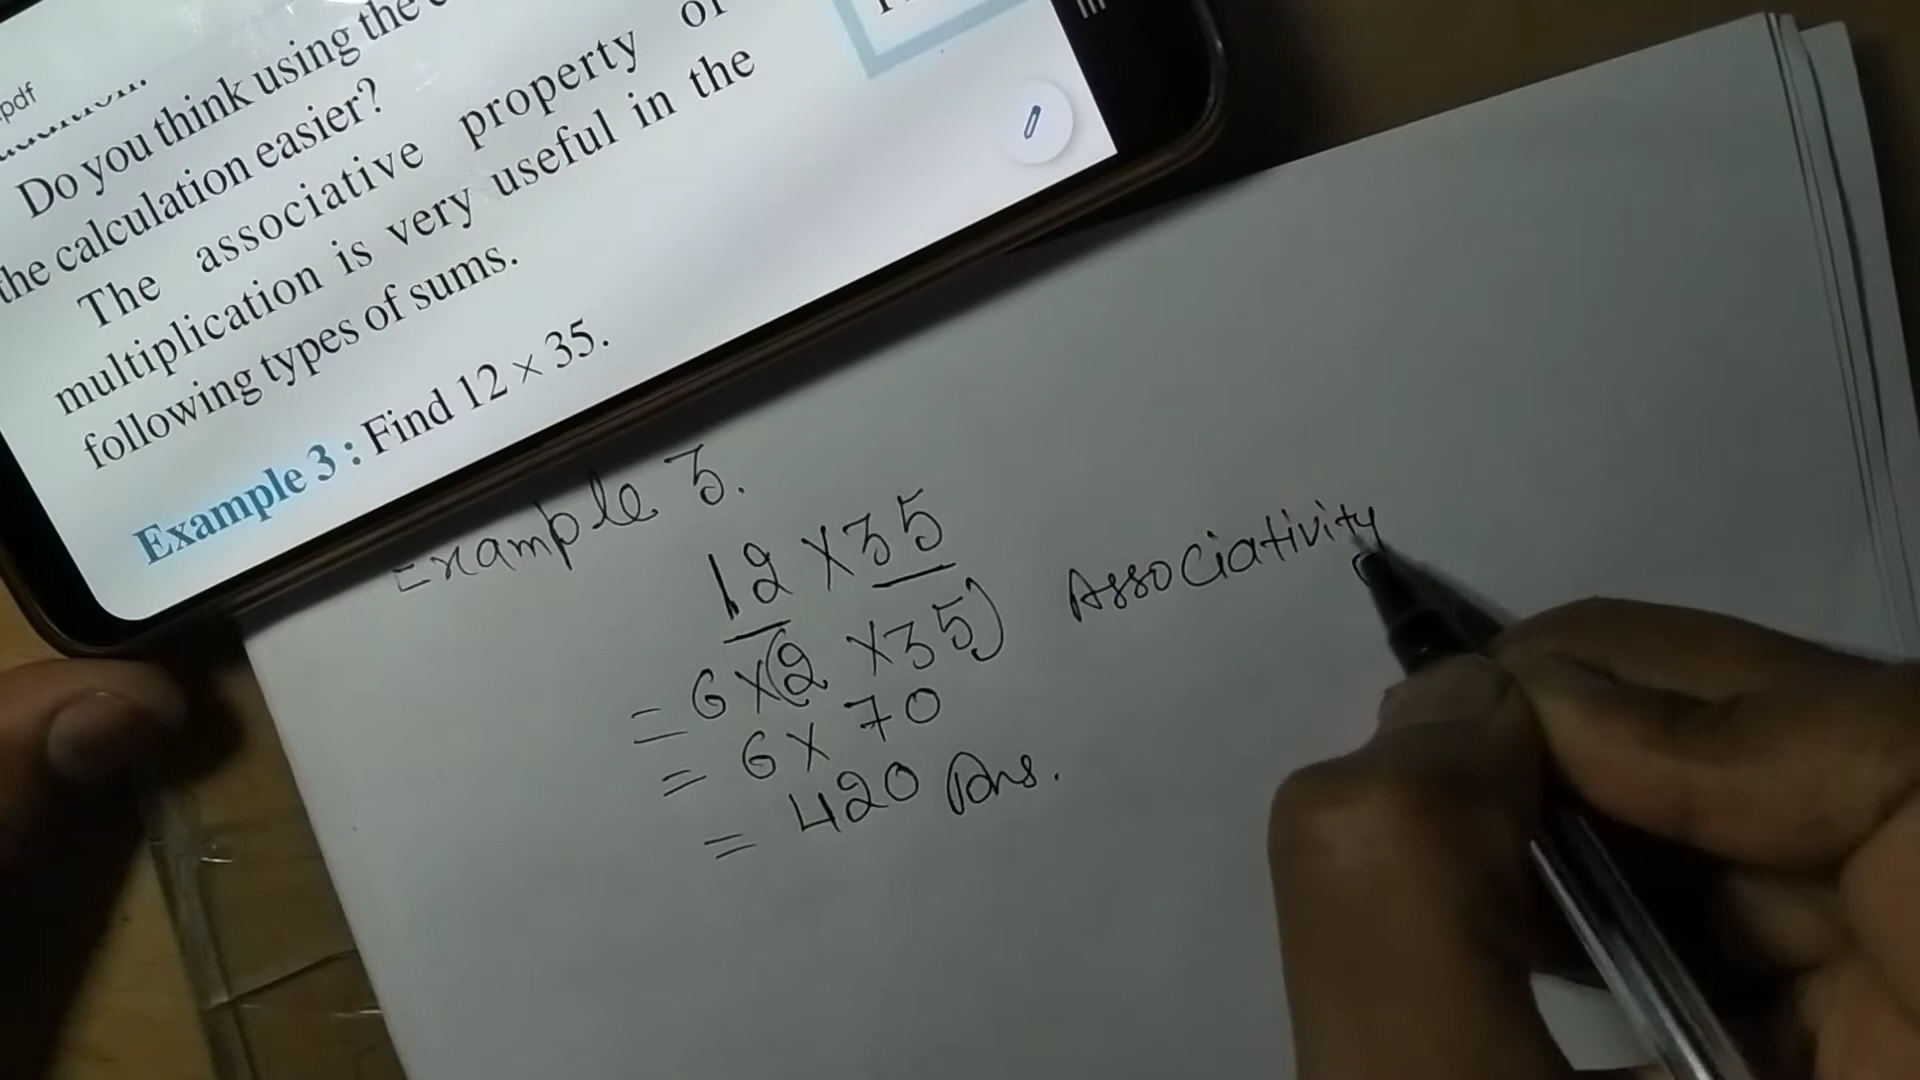 pdf
Do you think using the
the calculation easier?
The associative property of
multiplication is very useful in the
following types of sums.
Example 3 : Find 12 × 35.
Example 3.
12 × 35
= 6 × (2 × 35) Associativity
= 6 × 70
= 420 Ans.